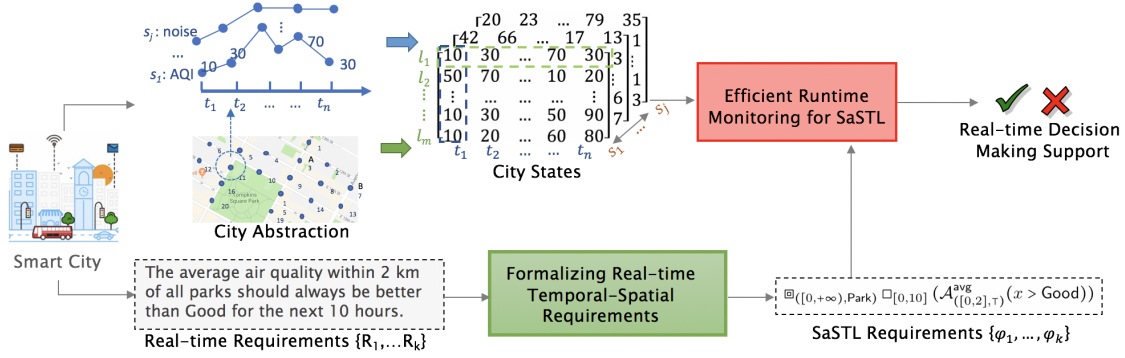 s_j: noise
...
s_1: AQI
10
30
⋮
70
30
t_1 t_2 ... ... t_n
City Abstraction
A
B
Tompkins
Square Park
20 23 ... 79 35
42 66 ... 17 13
l_1 10 30 ... 70 30
l_2 50 70 ... 10 20
⋮ ... ... ... ...
⋮ 10 30 ... 50 90
l_m 10 20 ... 60 80
t_1 t_2 ... ... t_n
1
3
⋮
1
1
6 3
7
s_1 ... s_j
City States
Efficient Runtime
Monitoring for SaSTL
Real-time Decision
Making Support
Smart City
The average air quality within 2 km
of all parks should always be better
than Good for the next 10 hours.
Real-time Requirements {R_1,...R_k}
Formalizing Real-time
Temporal-Spatial
Requirements
⊡_([0,+∞),Park) □_[0,10] (𝒜^avg_([0,2],⊤)(x > Good))
SaSTL Requirements {φ_1, ..., φ_k}